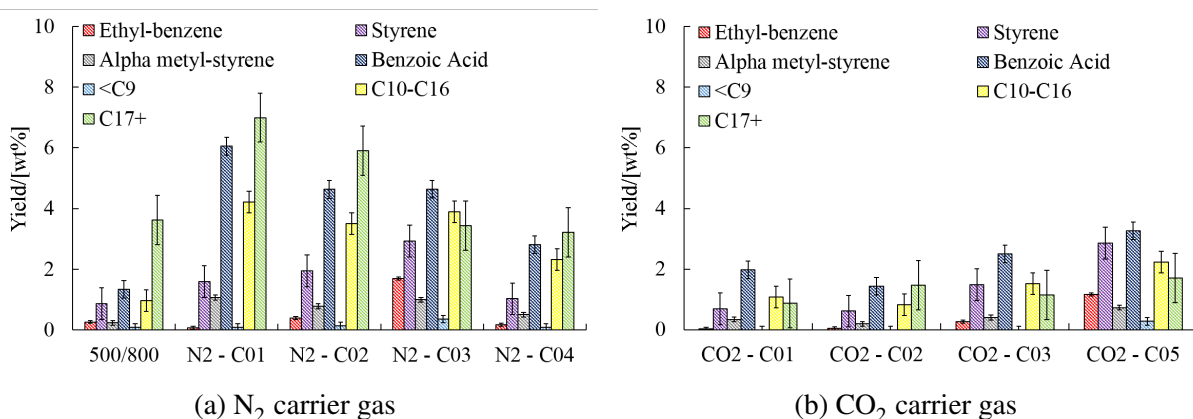 10
8
6
4
2
0
Yield/[wt%]
Ethyl-benzene
Styrene
Alpha metyl-styrene
Benzoic Acid
<C9
C10-C16
C17+
500/800
N2 - C01
N2 - C02
N2 - C03
N2 - C04
(a) N₂ carrier gas
10
8
6
4
2
0
Yield/[wt%]
Ethyl-benzene
Styrene
Alpha metyl-styrene
Benzoic Acid
<C9
C10-C16
C17+
CO2 - C01
CO2 - C02
CO2 - C03
CO2 - C05
(b) CO₂ carrier gas